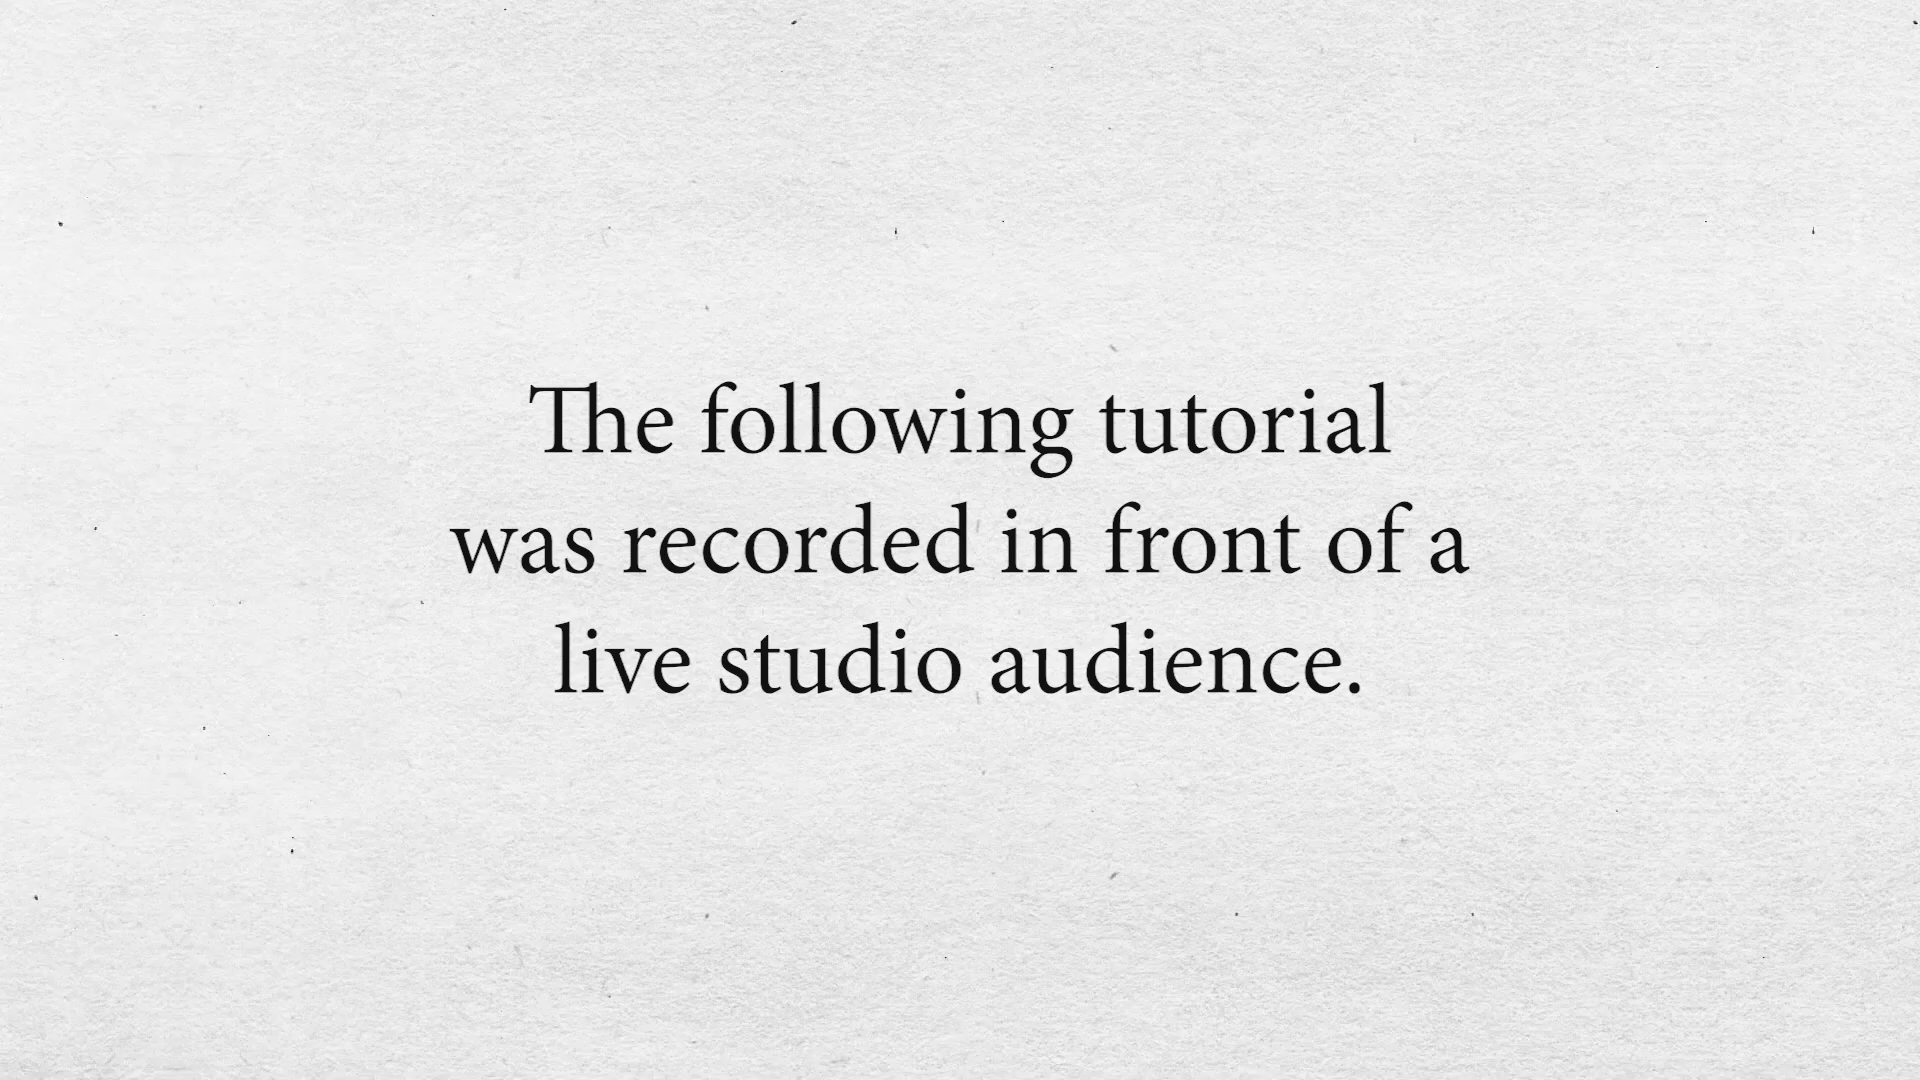 The following tutorial
was recorded in front of a
live studio audience.